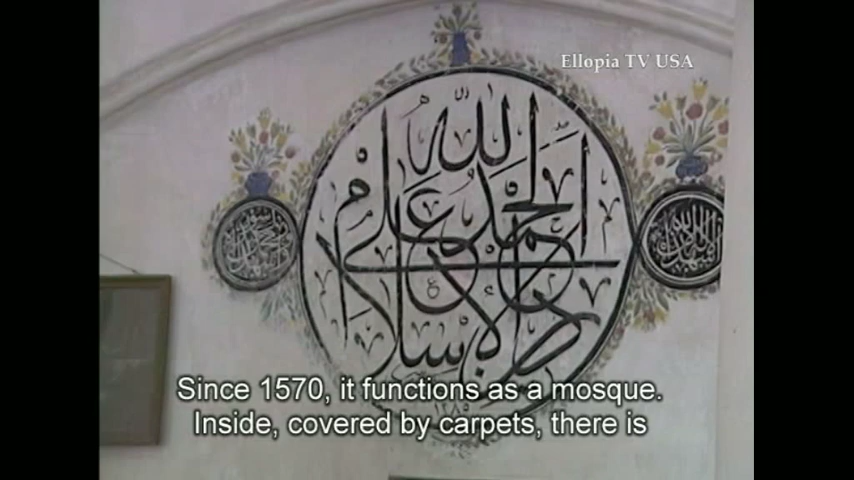 Ellopia TV USA
الحمد لله على دين الاسلام
١٢٨٥
Since 1570, it functions as a mosque.
Inside, covered by carpets, there is